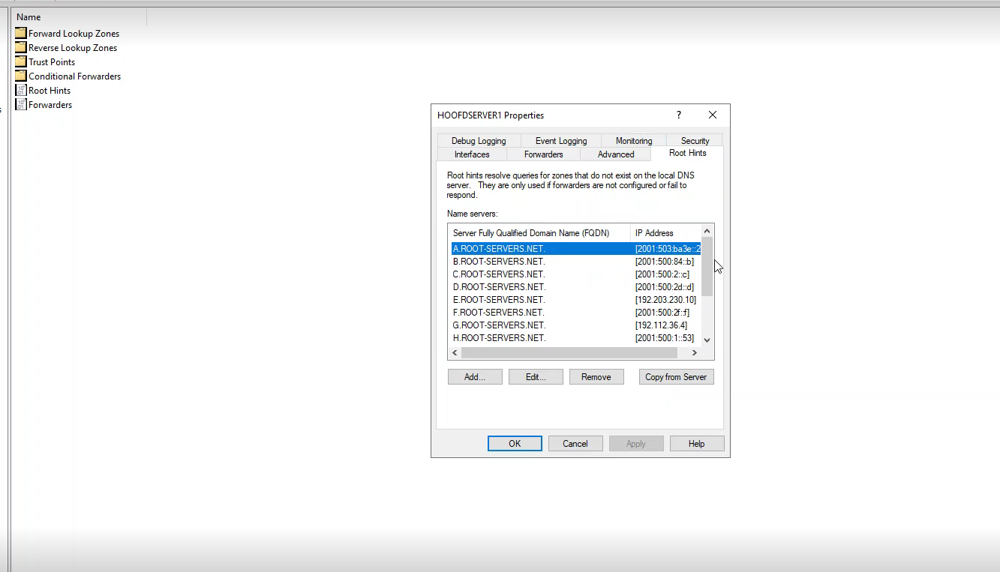 Name
Forward Lookup Zones
Reverse Lookup Zones
Trust Points
Conditional Forwarders
Root Hints
Forwarders
HOOFDSERVER1 Properties
?
Debug Logging Event Logging Monitoring Security
Interfaces Forwarders Advanced Root Hints
Root hints resolve queries for zones that do not exist on the local DNS
server. They are only used if forwarders are not configured or fail to
respond.
Name servers:
Server Fully Qualified Domain Name (FQDN) IP Address
A.ROOT-SERVERS.NET. [2001:503:ba3e::2
B.ROOT-SERVERS.NET. [2001:500:84::b]
C.ROOT-SERVERS.NET. [2001:500:2::c]
D.ROOT-SERVERS.NET. [2001:500:2d::d]
E.ROOT-SERVERS.NET. [192.203.230.10]
F.ROOT-SERVERS.NET. [2001:500:2f::f]
G.ROOT-SERVERS.NET. [192.112.36.4]
H.ROOT-SERVERS.NET. [2001:500:1::53]
Add... Edit... Remove Copy from Server
OK Cancel Apply Help